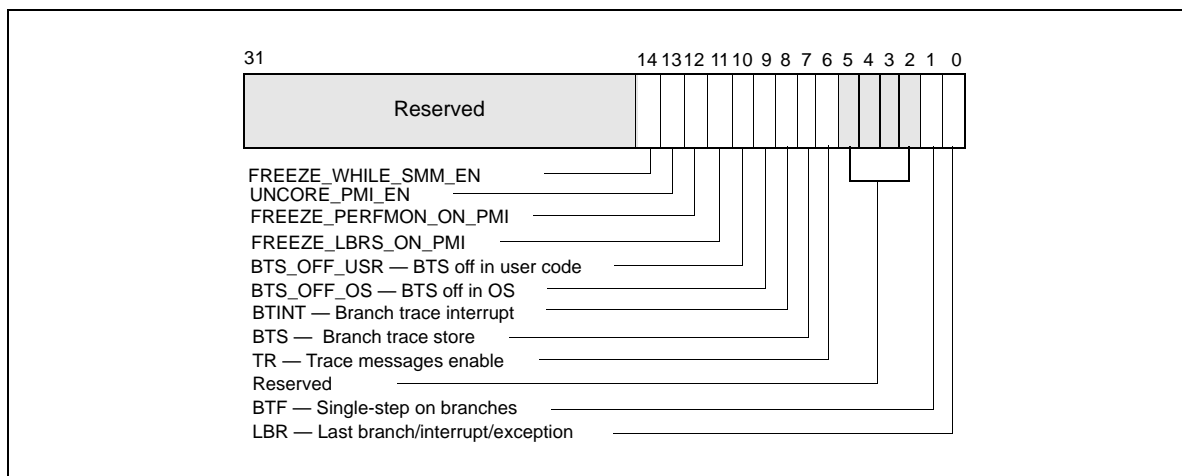 31 14 13 12 11 10 9 8 7 6 5 4 3 2 1 0
Reserved
FREEZE_WHILE_SMM_EN
UNCORE_PMI_EN
FREEZE_PERFMON_ON_PMI
FREEZE_LBRS_ON_PMI
BTS_OFF_USR — BTS off in user code
BTS_OFF_OS — BTS off in OS
BTINT — Branch trace interrupt
BTS — Branch trace store
TR — Trace messages enable
Reserved
BTF — Single-step on branches
LBR — Last branch/interrupt/exception